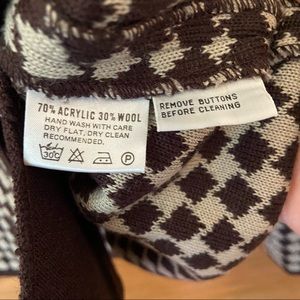 70% ACRYLIC 30% WOOL
HAND WASH WITH CARE
DRY FLAT, DRY CLEAN
RECOMMENDED.
30°C P
REMOVE BUTTONS
BEFORE CLEANING